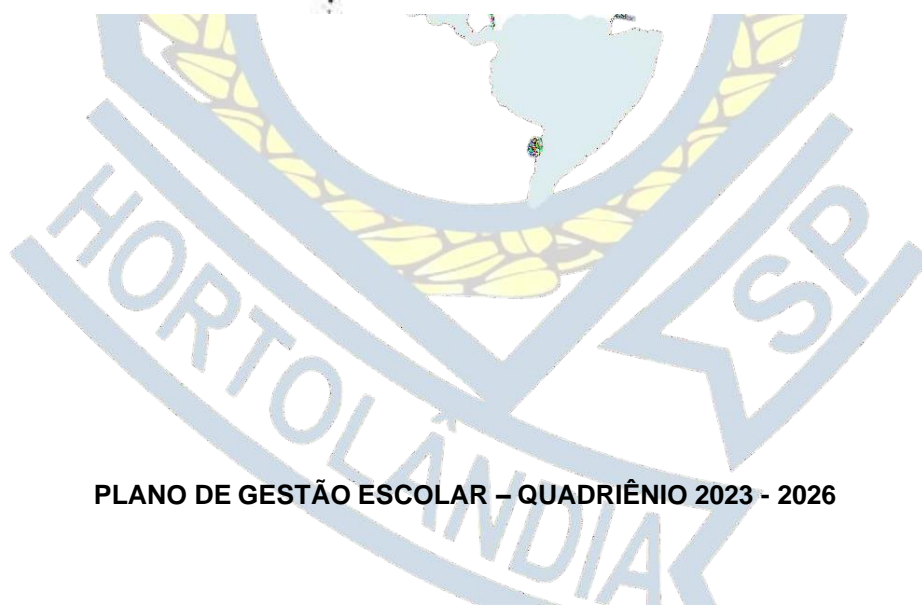 HORTOLÂNDIA SP
PLANO DE GESTÃO ESCOLAR – QUADRIÊNIO 2023 - 2026